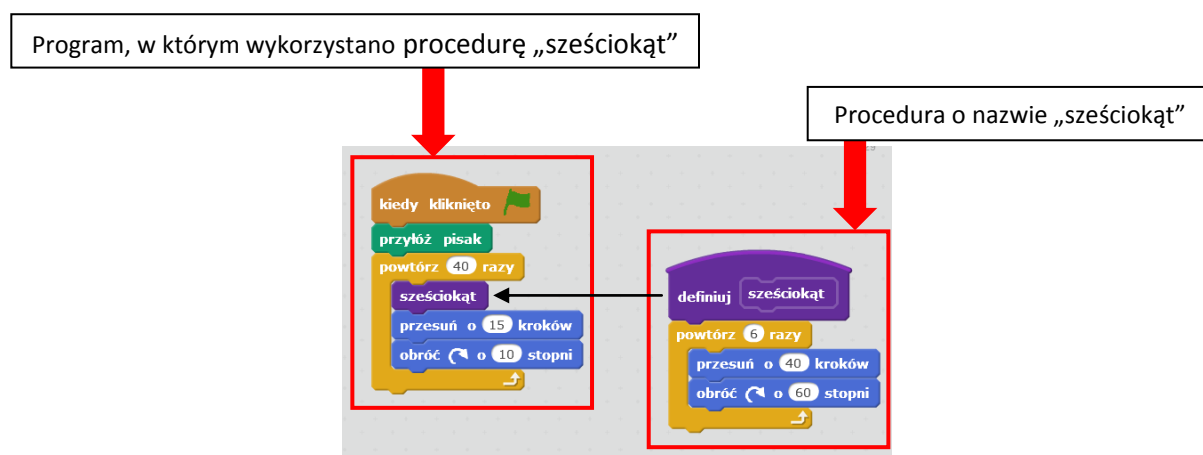 Program, w którym wykorzystano procedurę „sześciokąt”
Procedura o nazwie „sześciokąt”
kiedy kliknięto
przyłóż pisak
powtórz 40 razy
sześciokąt
przesuń o 15 kroków
obróć o 10 stopni
definiuj sześciokąt
powtórz 6 razy
przesuń o 40 kroków
obróć o 60 stopni